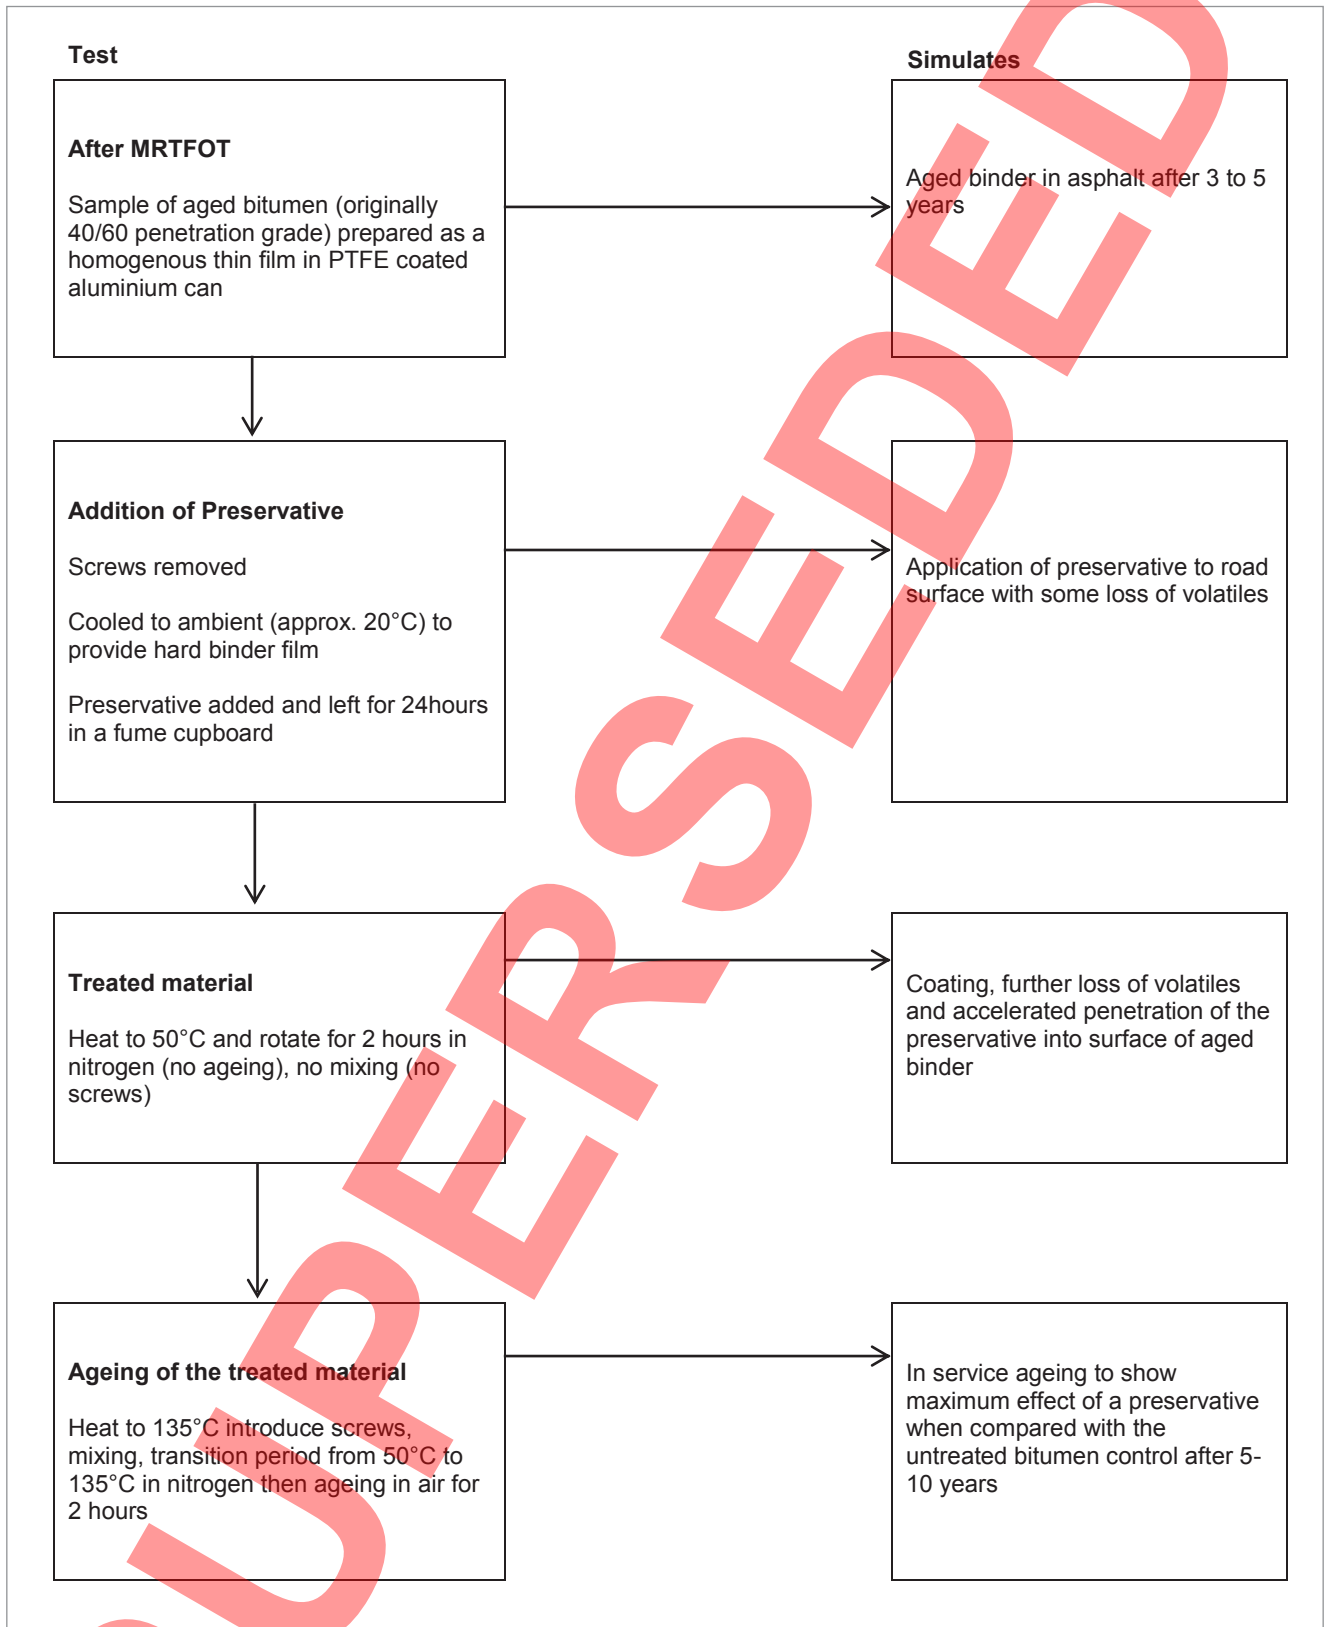 Test
Simulates
After MRTFOT
Sample of aged bitumen (originally
40/60 penetration grade) prepared as a
homogenous thin film in PTFE coated
aluminium can
Aged binder in asphalt after 3 to 5
years
Addition of Preservative
Screws removed
Cooled to ambient (approx. 20°C) to
provide hard binder film
Preservative added and left for 24hours
in a fume cupboard
Application of preservative to road
surface with some loss of volatiles
Treated material
Heat to 50°C and rotate for 2 hours in
nitrogen (no ageing), no mixing (no
screws)
Coating, further loss of volatiles
and accelerated penetration of the
preservative into surface of aged
binder
Ageing of the treated material
Heat to 135°C introduce screws,
mixing, transition period from 50°C to
135°C in nitrogen then ageing in air for
2 hours
In service ageing to show
maximum effect of a preservative
when compared with the
untreated bitumen control after 5-
10 years
SUPERSEDED